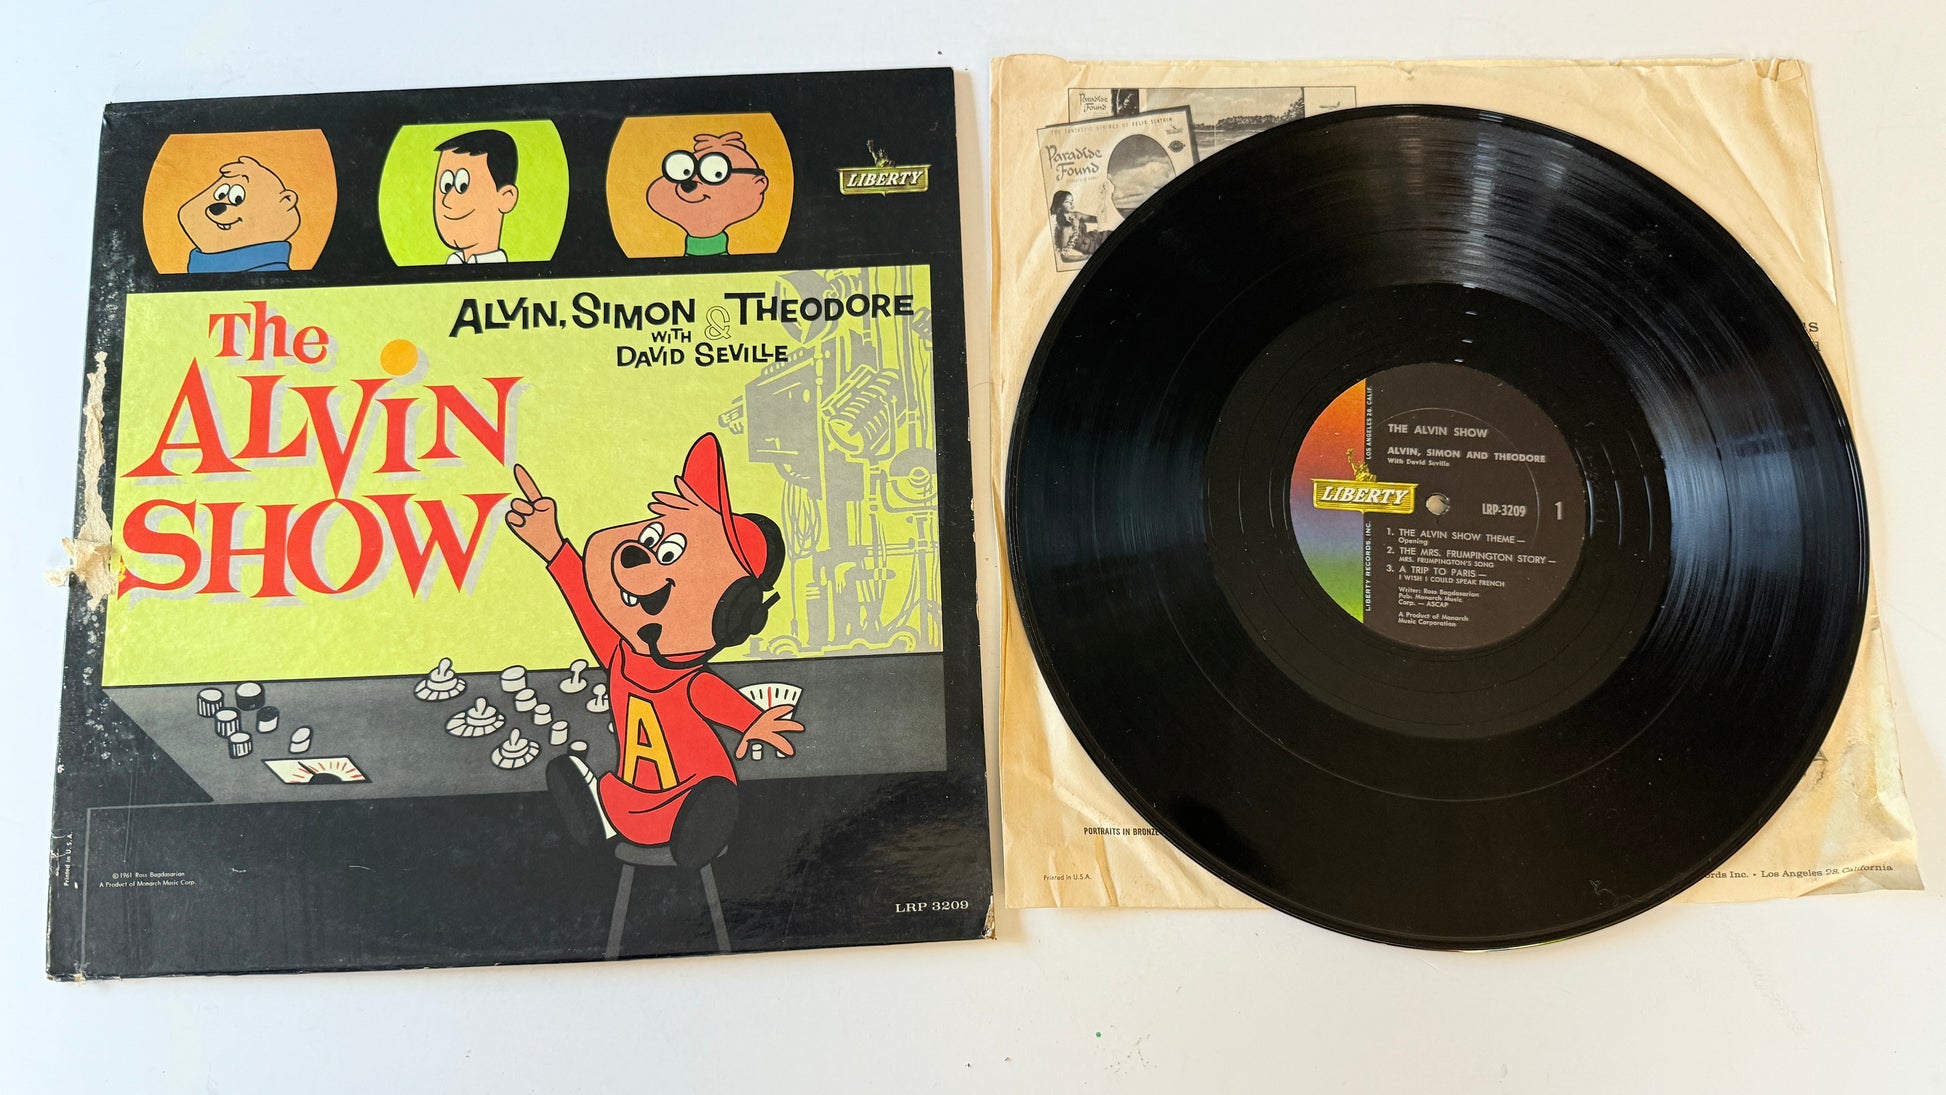 LIBERTY
The
ALViN
SHOW
ALVIN, SIMON & THEODORE
WITH
DAVID SEVILLE
A
Printed in U.S.A.
©1961 Ross Bagdasarian
A Product of Monarch Music Corp.
LRP 3209
Paradise
Found
THE FANTASTIC STRINGS OF FELIX SLATKIN
Paradise
Found
THE ALVIN SHOW
ALVIN, SIMON AND THEODORE
With David Seville
LIBERTY
LRP-3209
1
1. THE ALVIN SHOW THEME—
Opening
2. THE MRS. FRUMPINGTON STORY—
MRS. FRUMPINGTON'S SONG
3. A TRIP TO PARIS—
I WISH I COULD SPEAK FRENCH
Writer: Ross Bagdasarian
Pub: Monarch Music
Corp. — ASCAP
A Product of Monarch
Music Corporation
LIBERTY RECORDS, INC.
LOS ANGELES 28, CALIF.
PORTRAITS IN BRONZE
Printed in U.S.A.
ords Inc. • Los Angeles 28, California